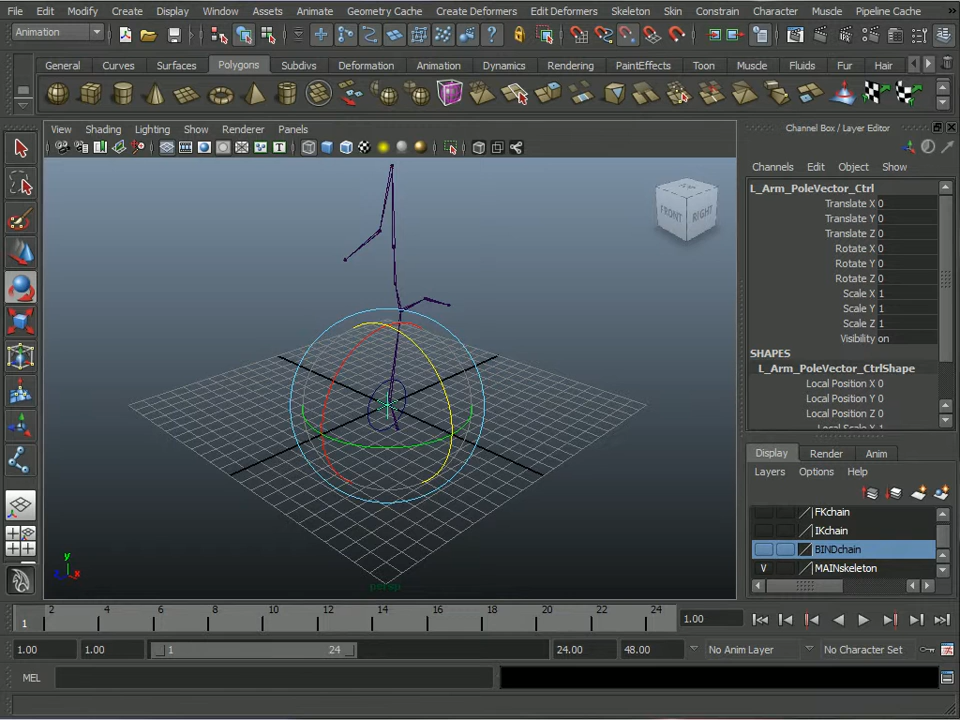 File Edit Modify Create Display Window Assets Animate Geometry Cache Create Deformers Edit Deformers Skeleton Skin Constrain Character Muscle Pipeline Cache »
Animation
General Curves Surfaces Polygons Subdivs Deformation Animation Dynamics Rendering PaintEffects Toon Muscle Fluids Fur Hair
View Shading Lighting Show Renderer Panels
FRONT RIGHT
y
x
persp
Channel Box / Layer Editor
Channels Edit Object Show
L_Arm_PoleVector_Ctrl
Translate X 0
Translate Y 0
Translate Z 0
Rotate X 0
Rotate Y 0
Rotate Z 0
Scale X 1
Scale Y 1
Scale Z 1
Visibility on
SHAPES
L_Arm_PoleVector_CtrlShape
Local Position X 0
Local Position Y 0
Local Position Z 0
Display Render Anim
Layers Options Help
FKchain
IKchain
BINDchain
V MAINskeleton
1 2 4 6 8 10 12 14 16 18 20 22 24 1.00
1.00 1.00 1 24 24.00 48.00 No Anim Layer No Character Set
MEL